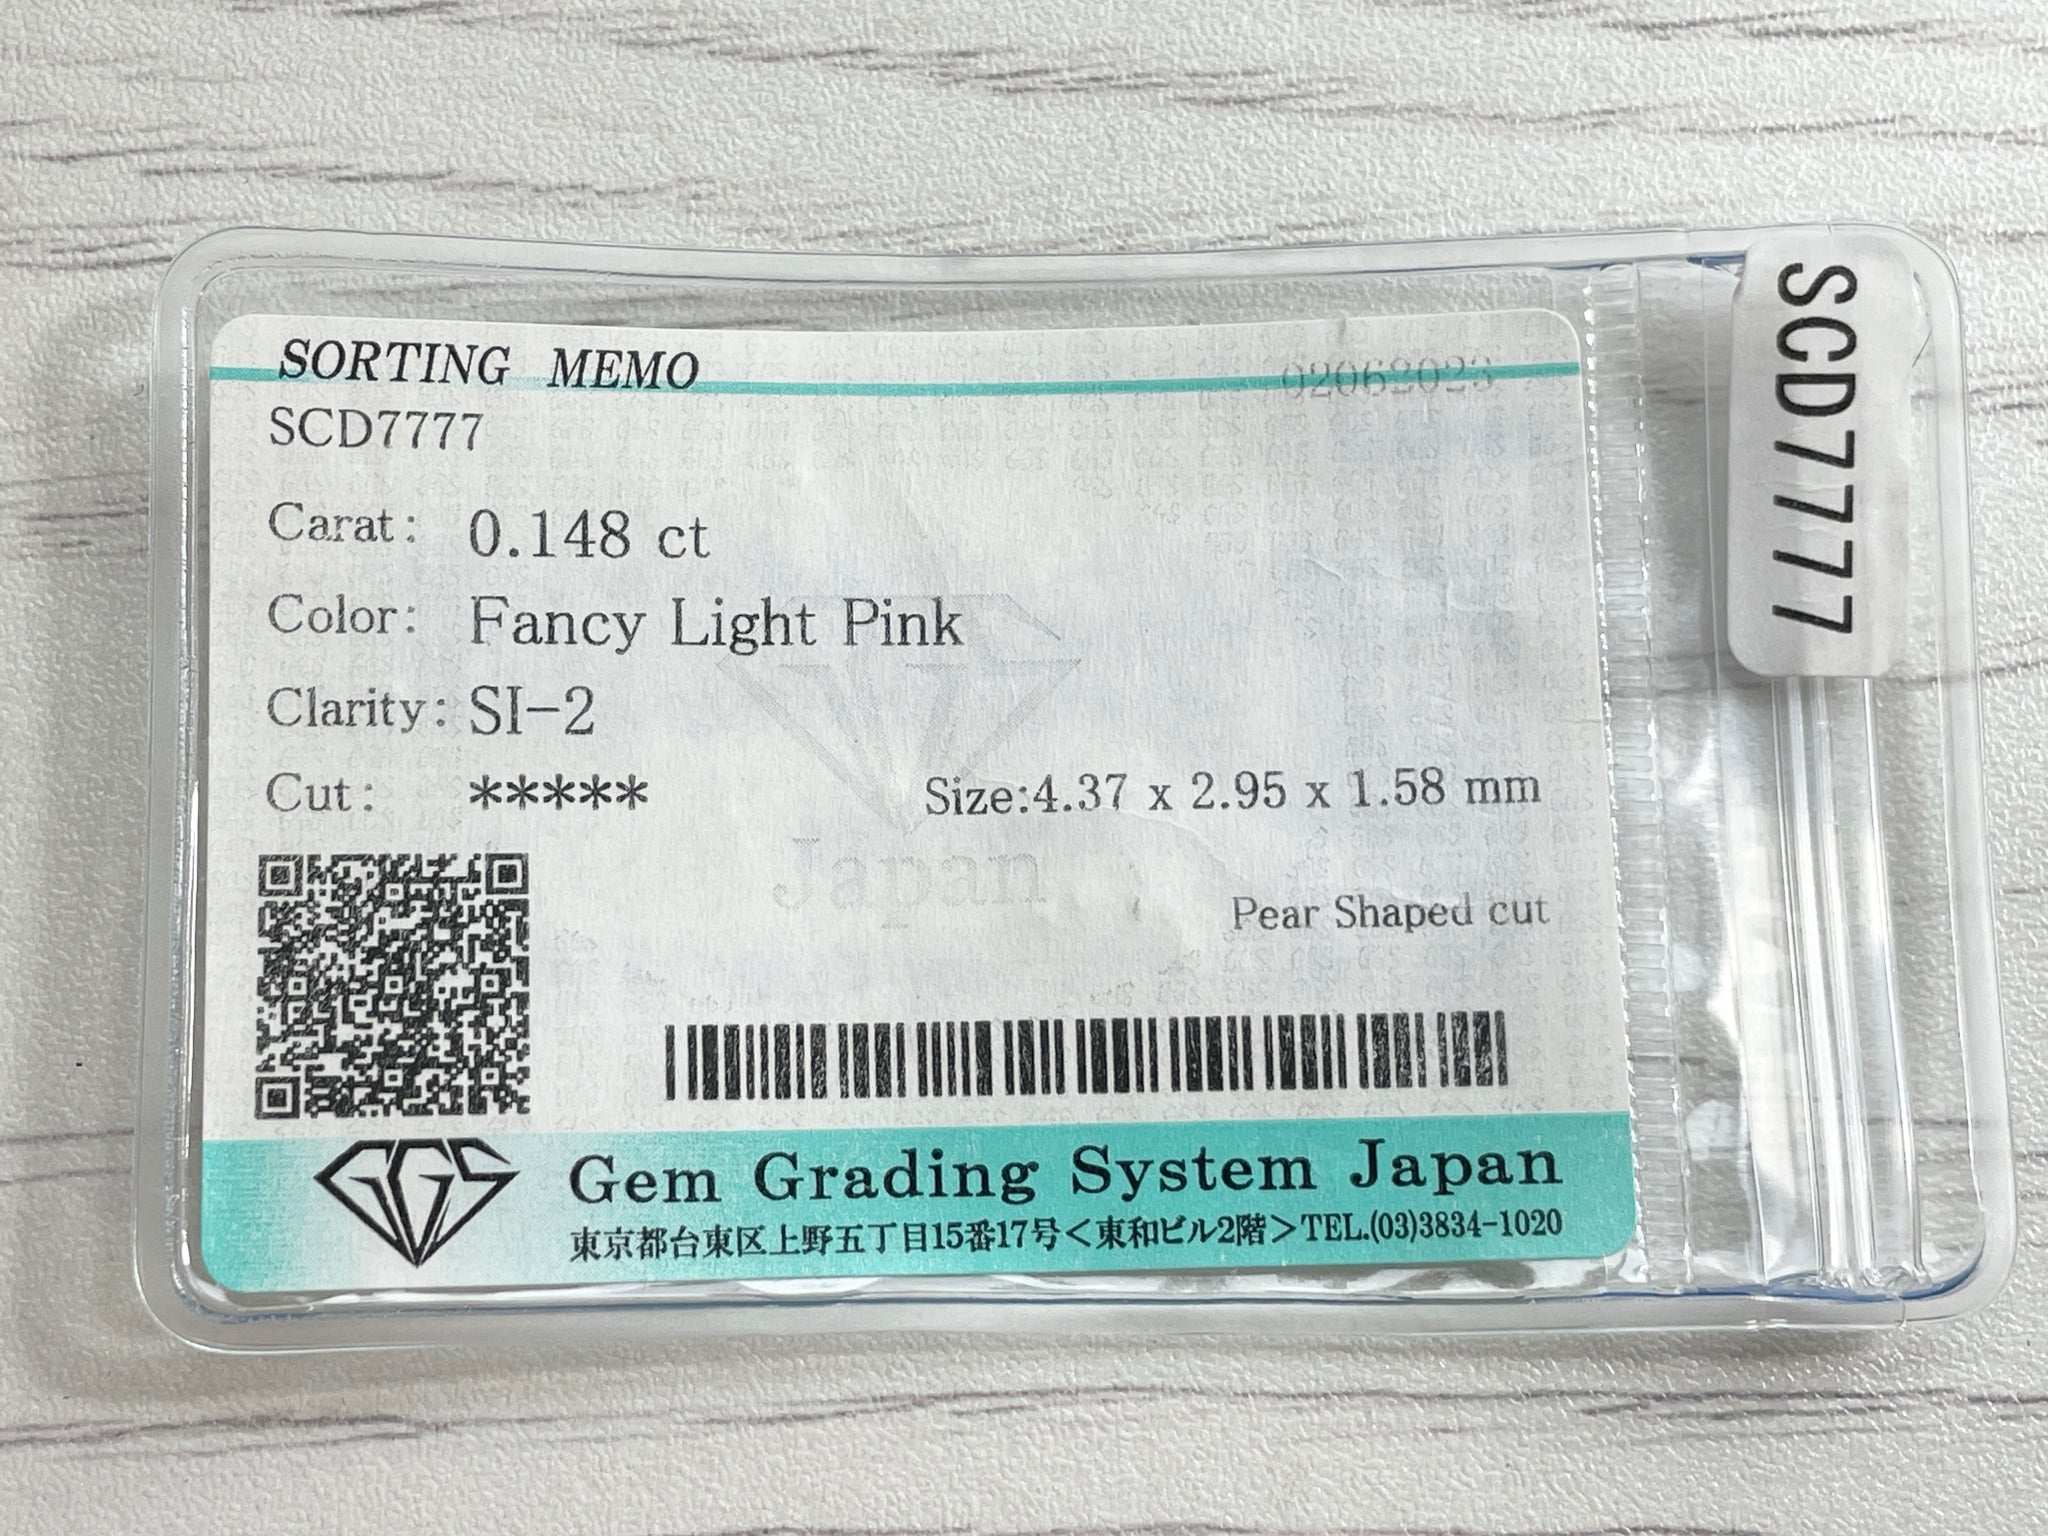 SORTING MEMO
02062023
SCD7777
Carat: 0.148 ct
Color: Fancy Light Pink
Clarity: SI-2
Cut: *****
Size:4.37 x 2.95 x 1.58 mm
Japan
Pear Shaped cut
GGS
Gem Grading System Japan
東京都台東区上野五丁目15番17号＜東和ビル2階＞TEL.(03)3834-1020
SCD7777